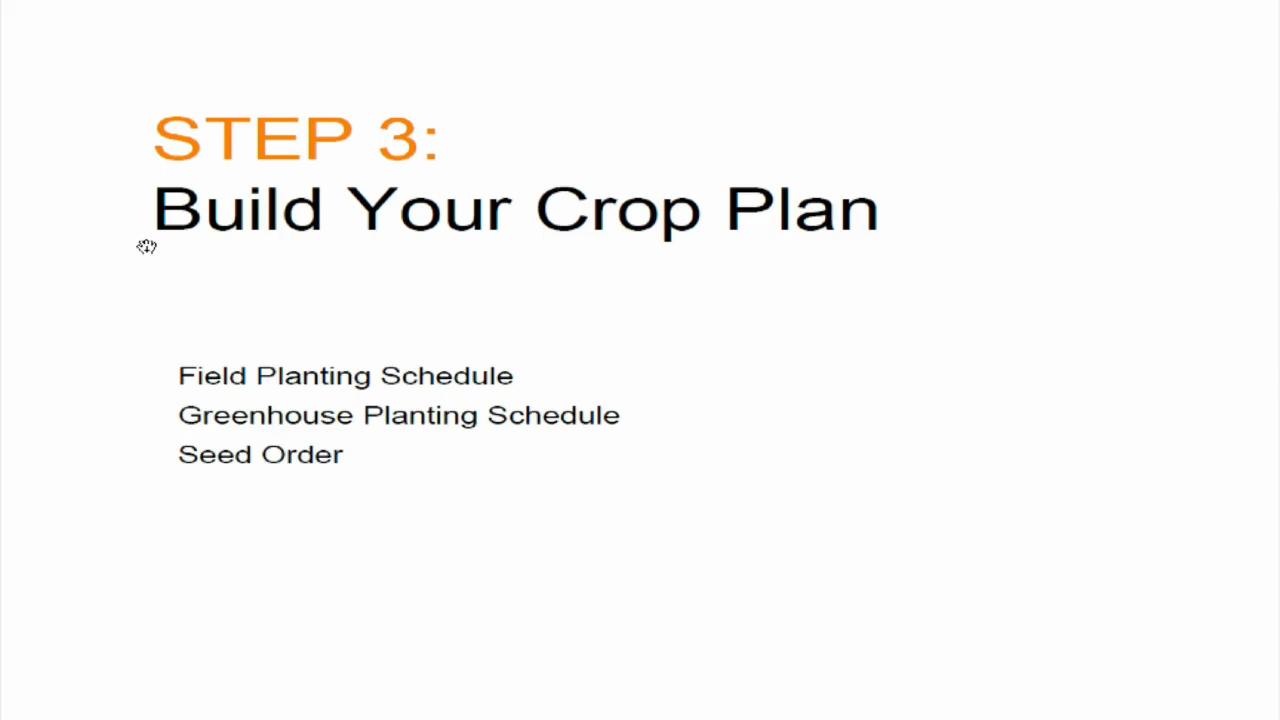 STEP 3:
Build Your Crop Plan
Field Planting Schedule
Greenhouse Planting Schedule
Seed Order